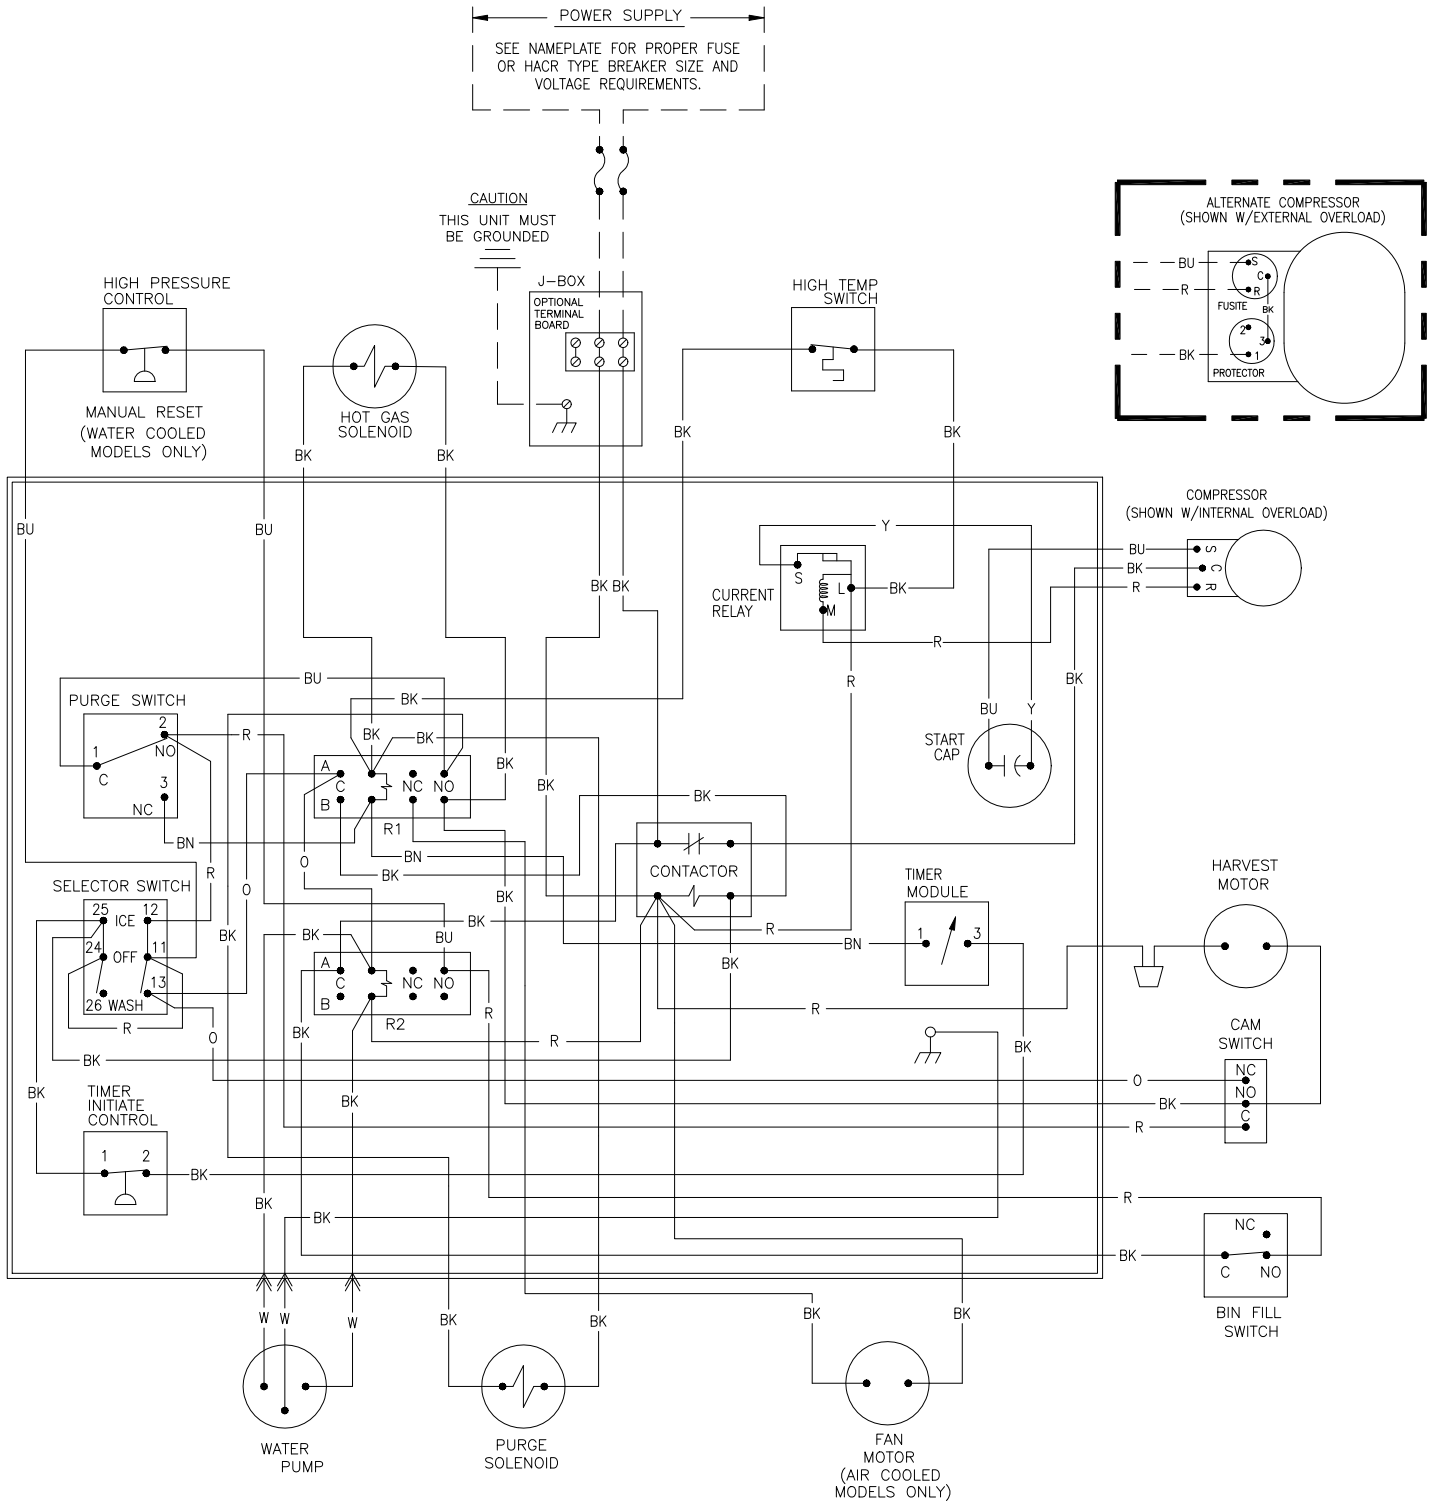 POWER SUPPLY
SEE NAMEPLATE FOR PROPER FUSE
OR HACR TYPE BREAKER SIZE AND
VOLTAGE REQUIREMENTS.
CAUTION
THIS UNIT MUST
BE GROUNDED
ALTERNATE COMPRESSOR
(SHOWN W/EXTERNAL OVERLOAD)
BU
S
C
R
R
FUSITE
BK
2
3
BK
1
PROTECTOR
HIGH PRESSURE
CONTROL
MANUAL RESET
(WATER COOLED
MODELS ONLY)
HOT GAS
SOLENOID
J-BOX
OPTIONAL
TERMINAL
BOARD
HIGH TEMP
SWITCH
BK
BK
BK
BK
COMPRESSOR
(SHOWN W/INTERNAL OVERLOAD)
BU
BU
Y
BU
S
BK
C
R
R
BK
BK
S
L
BK
M
CURRENT
RELAY
R
R
BK
BU
BK
BU
Y
START
CAP
PURGE SWITCH
2
NO
1
C
3
NC
R
BK
BK
BK
A
C
NC
NO
B
R1
BK
BK
BN
BN
BK
O
R
O
CONTACTOR
SELECTOR SWITCH
25
ICE
12
24
OFF
11
26
WASH
13
R
BK
BK
BK
BK
BU
A
C
NC
NO
B
R2
BK
R
BK
R
TIMER
MODULE
1
3
BN
HARVEST
MOTOR
R
R
BK
O
BK
BK
BK
CAM
SWITCH
NC
NO
C
O
BK
R
BK
TIMER
INITIATE
CONTROL
1
2
BK
BK
BK
R
BK
NC
C
NO
BIN FILL
SWITCH
W
W
W
BK
BK
BK
BK
WATER
PUMP
PURGE
SOLENOID
FAN
MOTOR
(AIR COOLED
MODELS ONLY)